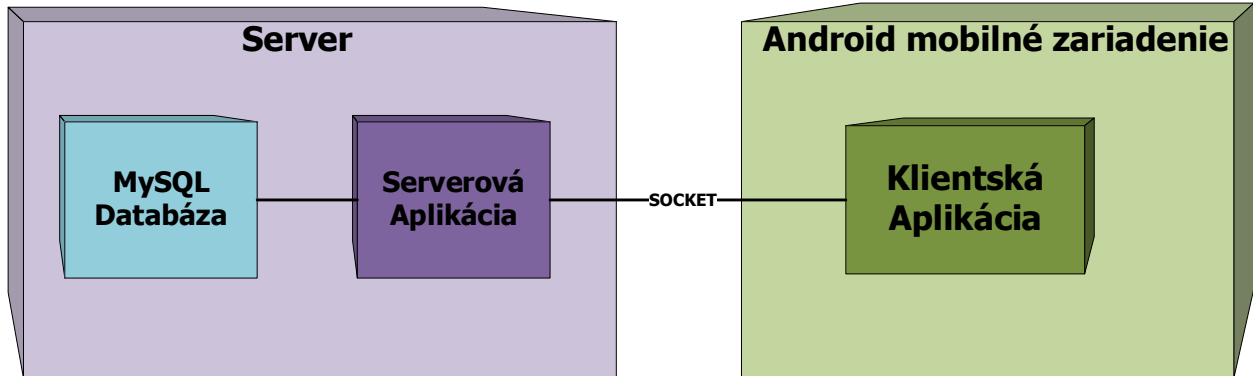 Server
MySQL
Databáza
Serverová
Aplikácia
SOCKET
Android mobilné zariadenie
Klientská
Aplikácia